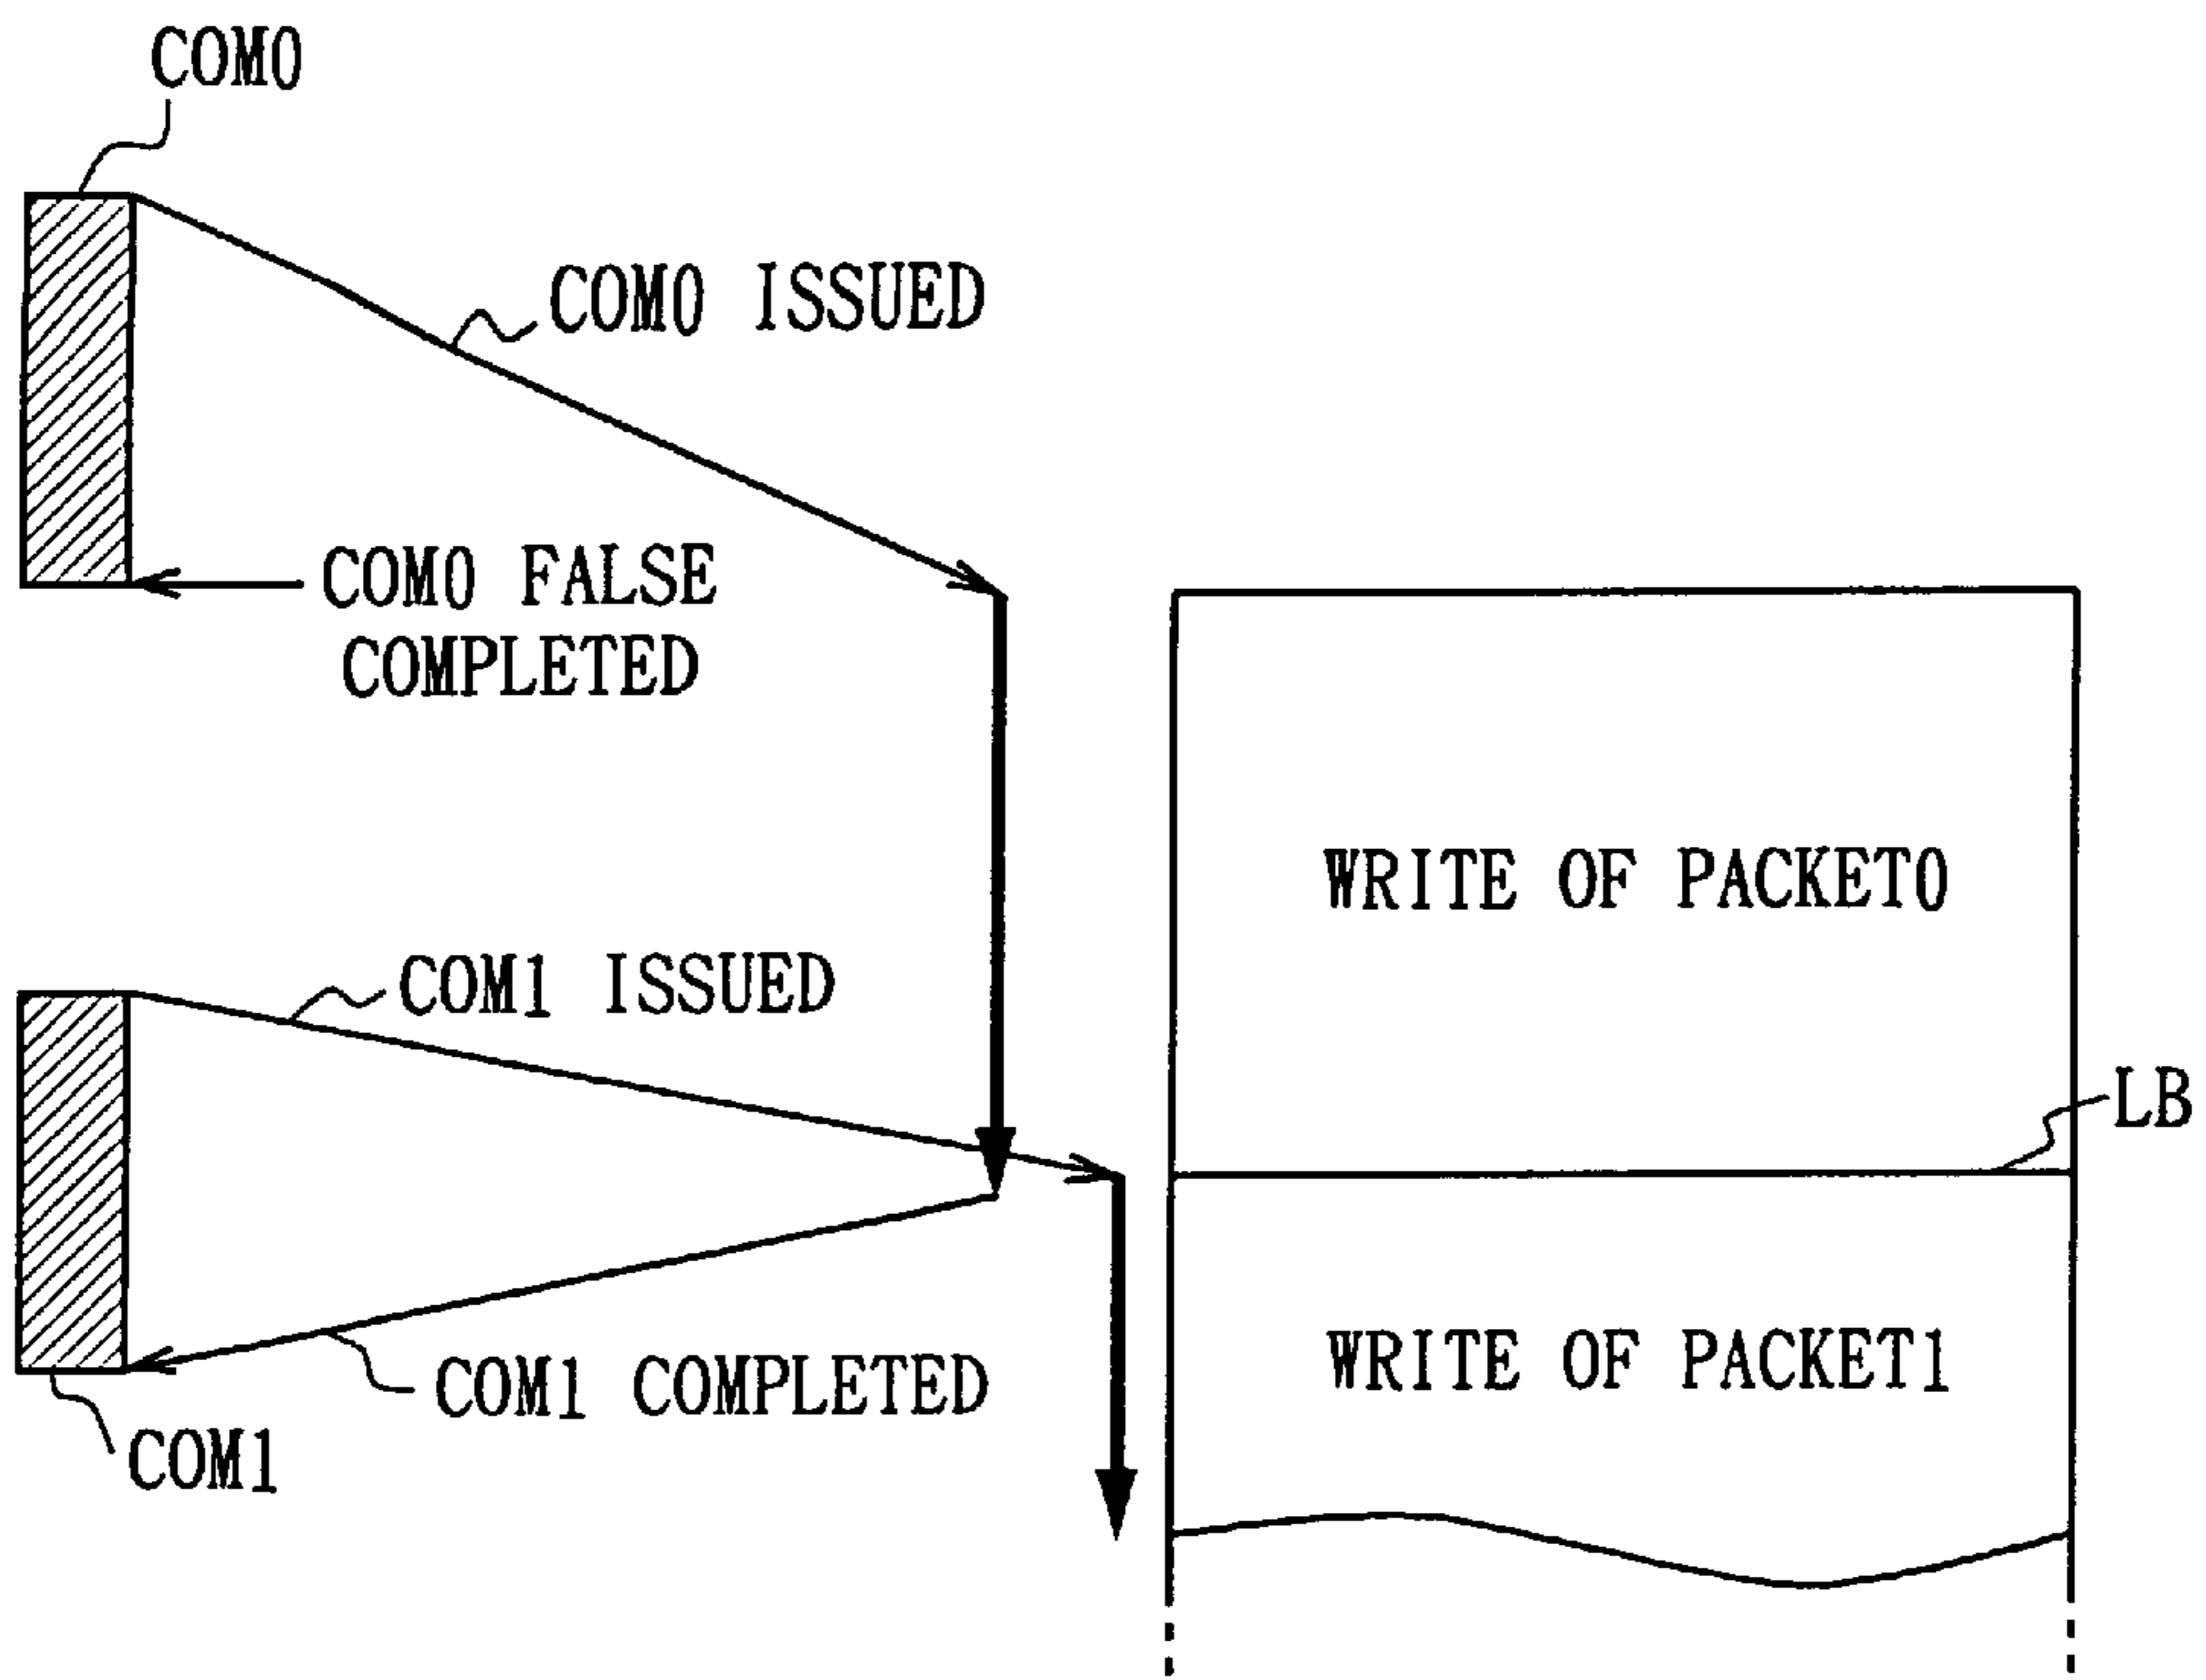 COM0
COM0 ISSUED
COM0 FALSE
COMPLETED
WRITE OF PACKET0
COM1 ISSUED
LB
WRITE OF PACKET1
COM1 COMPLETED
COM1